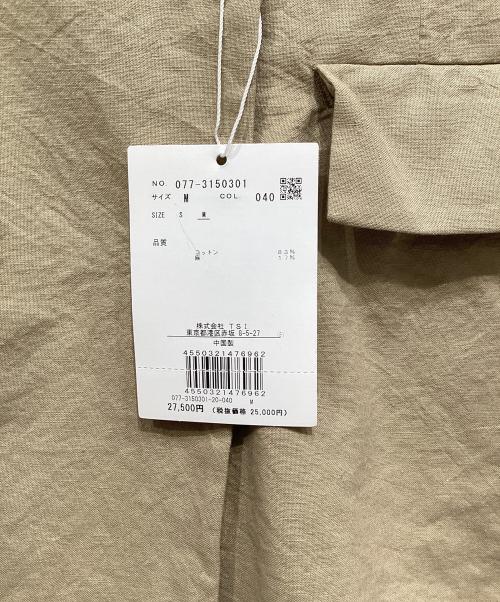 NO. 077-3150301
サイズ M COL 040
SIZE S M
品質
コットン 83%
麻 17%
株式会社 TSI
東京都港区赤坂 8-5-27
中国製
4550321476962
4550321476962
077-3150301-20-040 M
27,500円 (税抜価格 25,000円)